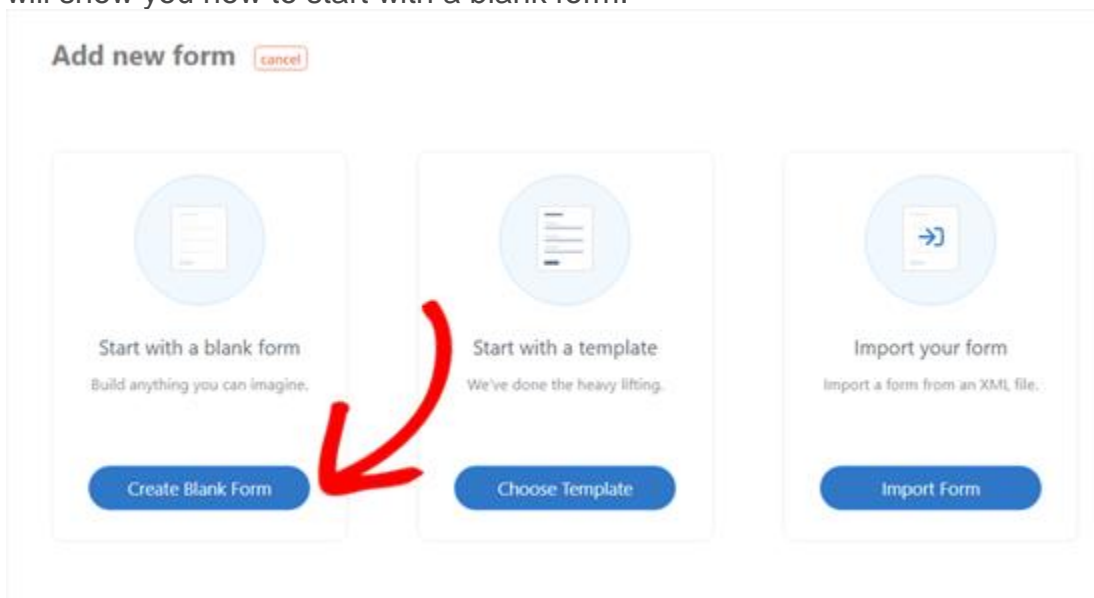 will show you how to start with a blank form.
Add new form cancel
Start with a blank form
Build anything you can imagine.
Create Blank Form
Start with a template
We've done the heavy lifting.
Choose Template
Import your form
Import a form from an XML file.
Import Form